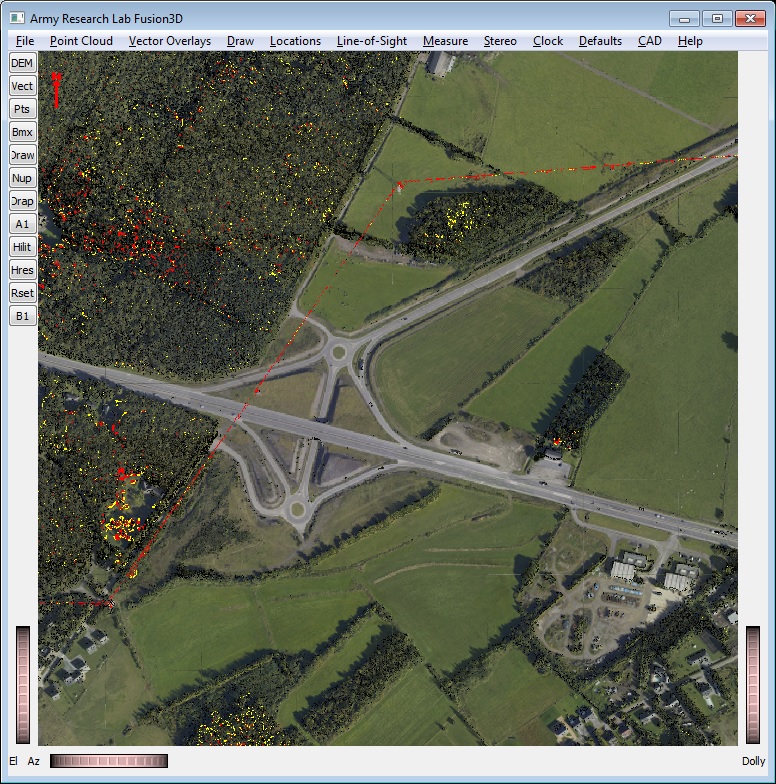 Army Research Lab Fusion3D
File Point Cloud Vector Overlays Draw Locations Line-of-Sight Measure Stereo Clock Defaults CAD Help
DEM
Vect
Pts
Bmx
Draw
Nup
Drap
A1
Hilit
Hres
Rset
B1
El Az Dolly